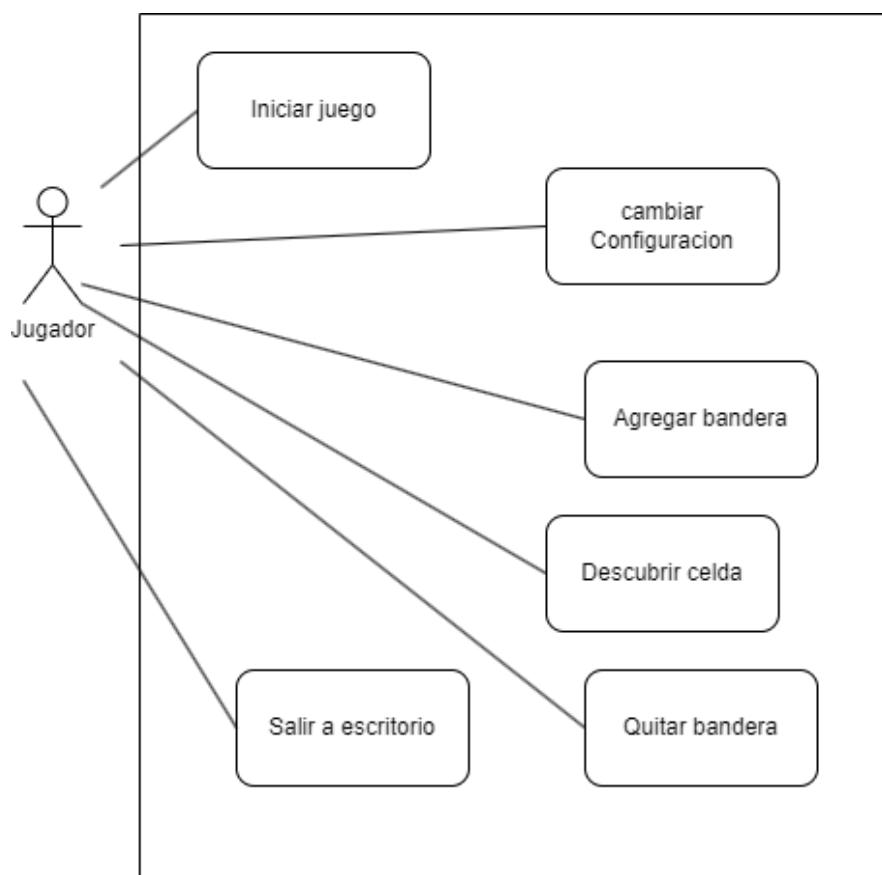 Iniciar juego
cambiar
Configuracion
Jugador
Agregar bandera
Descubrir celda
Salir a escritorio
Quitar bandera